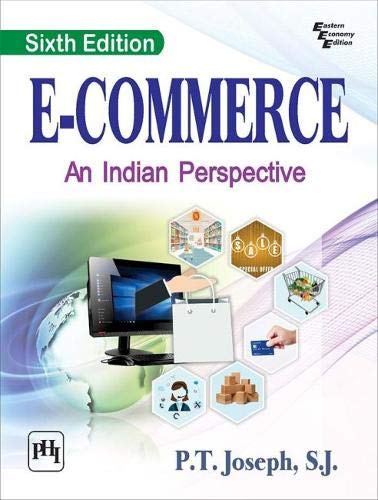 Sixth Edition
Eastern
Economy
Edition
E-COMMERCE
An Indian Perspective
SALE
SPECIAL OFFER
PHI
P.T. Joseph, S.J.